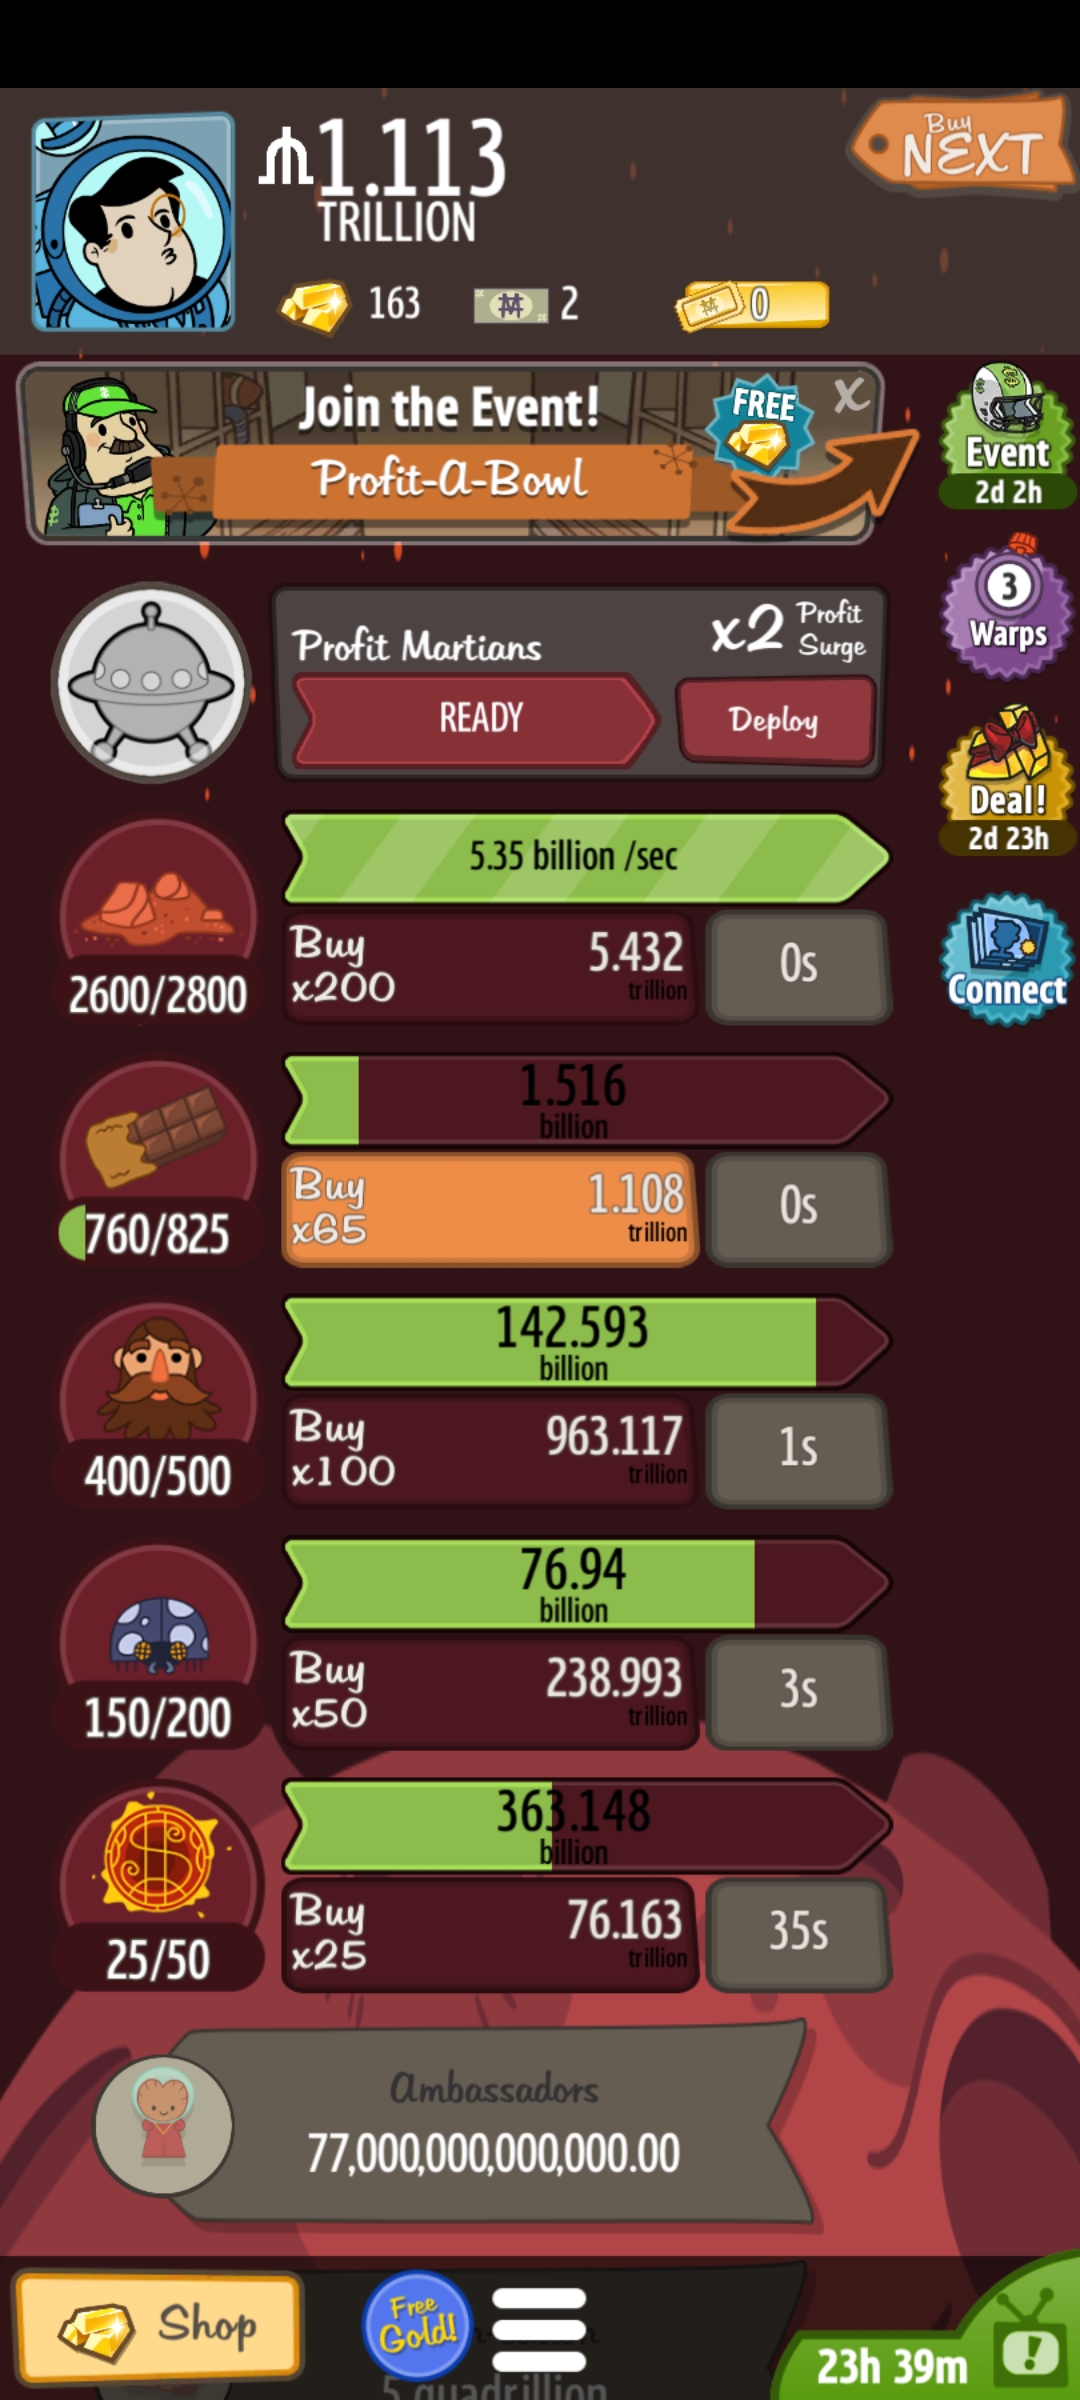 1.113
TRILLION
Buy
NEXT
163
2
0
Join the Event!
FREE
X
Profit-A-Bowl
Event
2d 2h
3
Warps
Profit Martians
x2 Profit Surge
READY
Deploy
Deal!
2d 23h
5.35 billion /sec
Buy x200
5.432 trillion
0s
2600/2800
Connect
1.516
billion
Buy x65
1.108 trillion
0s
760/825
142.593
billion
Buy x100
963.117 trillion
1s
400/500
76.94
billion
Buy x50
238.993 trillion
3s
150/200
363.148
billion
Buy x25
76.163 trillion
35s
25/50
Ambassadors
77,000,000,000,000.00
Shop
Free Gold!
23h 39m
5 quadrillion